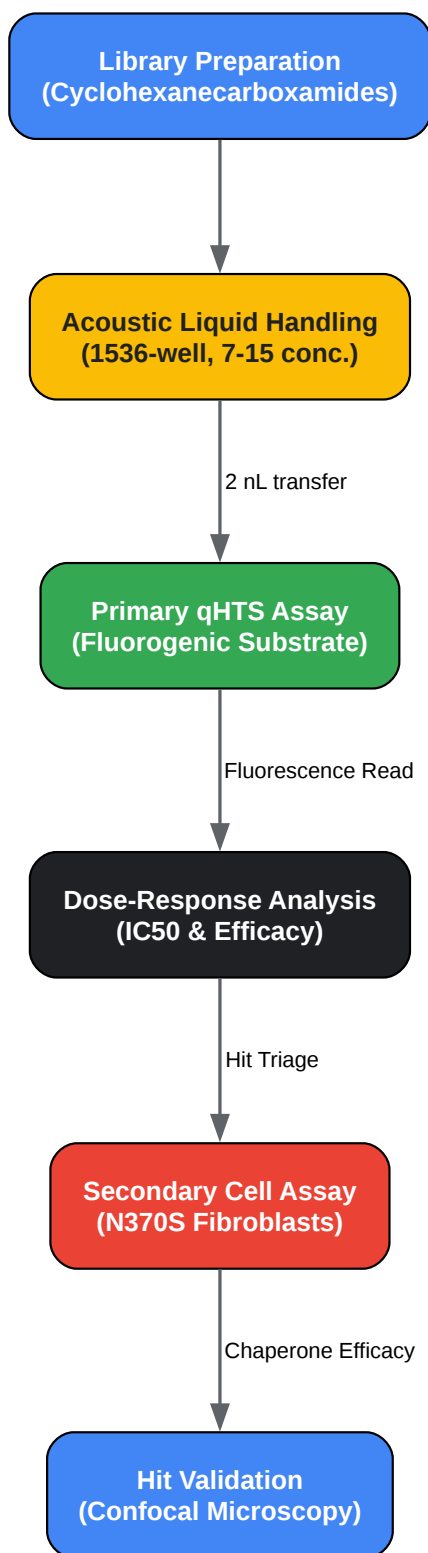 Library Preparation
(Cyclohexanecarboxamides)
Acoustic Liquid Handling
(1536-well, 7-15 conc.)
2 nL transfer
Primary qHTS Assay
(Fluorogenic Substrate)
Fluorescence Read
Dose-Response Analysis
(IC50 & Efficacy)
Hit Triage
Secondary Cell Assay
(N370S Fibroblasts)
Chaperone Efficacy
Hit Validation
(Confocal Microscopy)